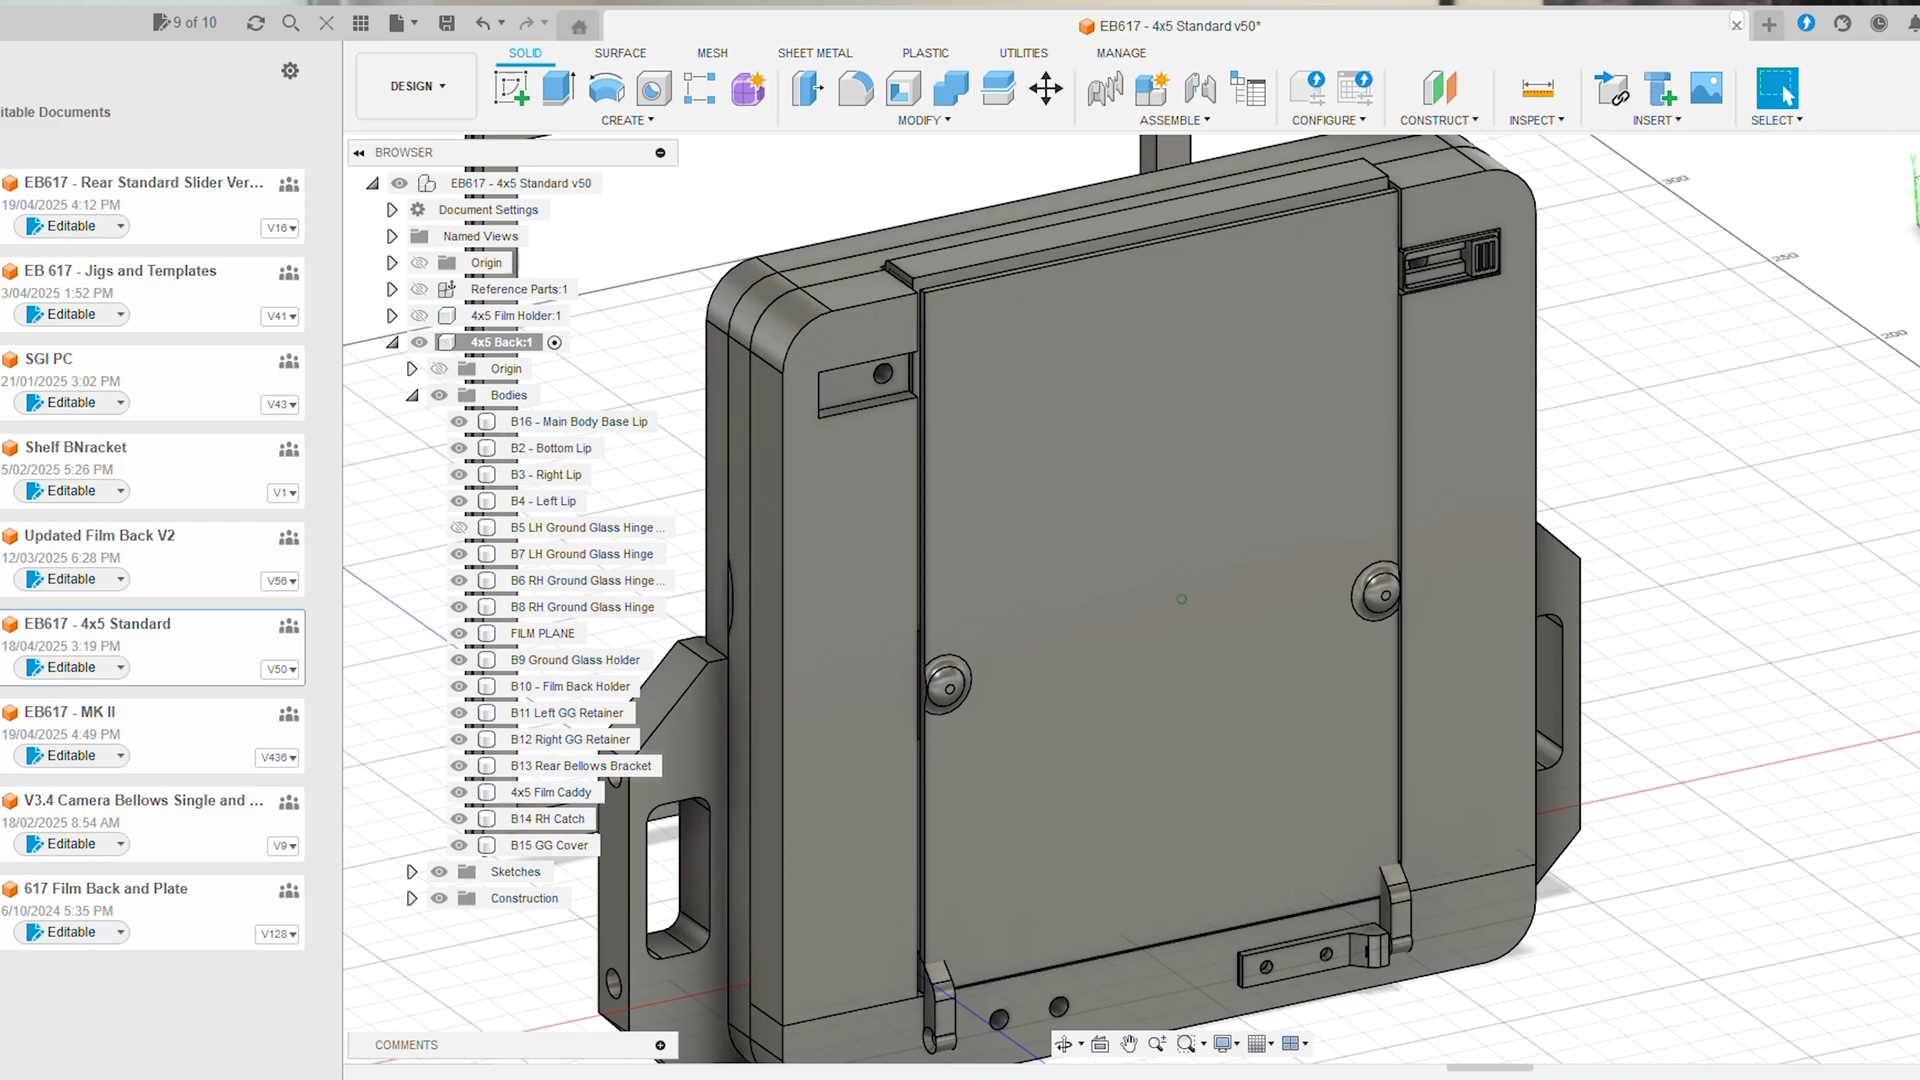 9 of 10
EB617 - 4x5 Standard v50*
itable Documents
EB617 - Rear Standard Slider Ver...
19/04/2025 4:12 PM
Editable
V16
EB 617 - Jigs and Templates
3/04/2025 1:52 PM
Editable
V41
SGI PC
21/01/2025 3:02 PM
Editable
V43
Shelf BNracket
5/02/2025 5:26 PM
Editable
V1
Updated Film Back V2
12/03/2025 6:28 PM
Editable
V56
EB617 - 4x5 Standard
18/04/2025 3:19 PM
Editable
V50
EB617 - MK II
19/04/2025 4:49 PM
Editable
V436
V3.4 Camera Bellows Single and ...
18/02/2025 8:54 AM
Editable
V9
617 Film Back and Plate
6/10/2024 5:35 PM
Editable
V128
DESIGN
SOLID
SURFACE
MESH
SHEET METAL
PLASTIC
UTILITIES
MANAGE
CREATE
MODIFY
ASSEMBLE
CONFIGURE
CONSTRUCT
INSPECT
INSERT
SELECT
BROWSER
EB617 - 4x5 Standard v50
Document Settings
Named Views
Origin
Reference Parts:1
4x5 Film Holder:1
4x5 Back:1
Origin
Bodies
B16 - Main Body Base Lip
B2 - Bottom Lip
B3 - Right Lip
B4 - Left Lip
B5 LH Ground Glass Hinge ...
B7 LH Ground Glass Hinge
B6 RH Ground Glass Hinge...
B8 RH Ground Glass Hinge
FILM PLANE
B9 Ground Glass Holder
B10 - Film Back Holder
B11 Left GG Retainer
B12 Right GG Retainer
B13 Rear Bellows Bracket
4x5 Film Caddy
B14 RH Catch
B15 GG Cover
Sketches
Construction
COMMENTS
300
250
200